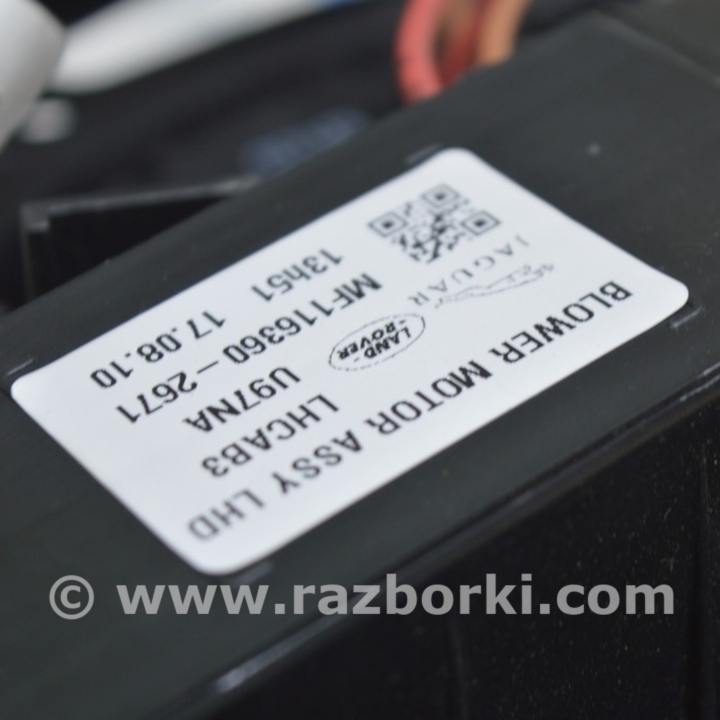 BLOWER MOTOR ASSY LHD
JAGUAR
LAND
ROVER
LHCAB3
U97NA
MF116360-2671
13h51 17.08.10
© www.razborki.com